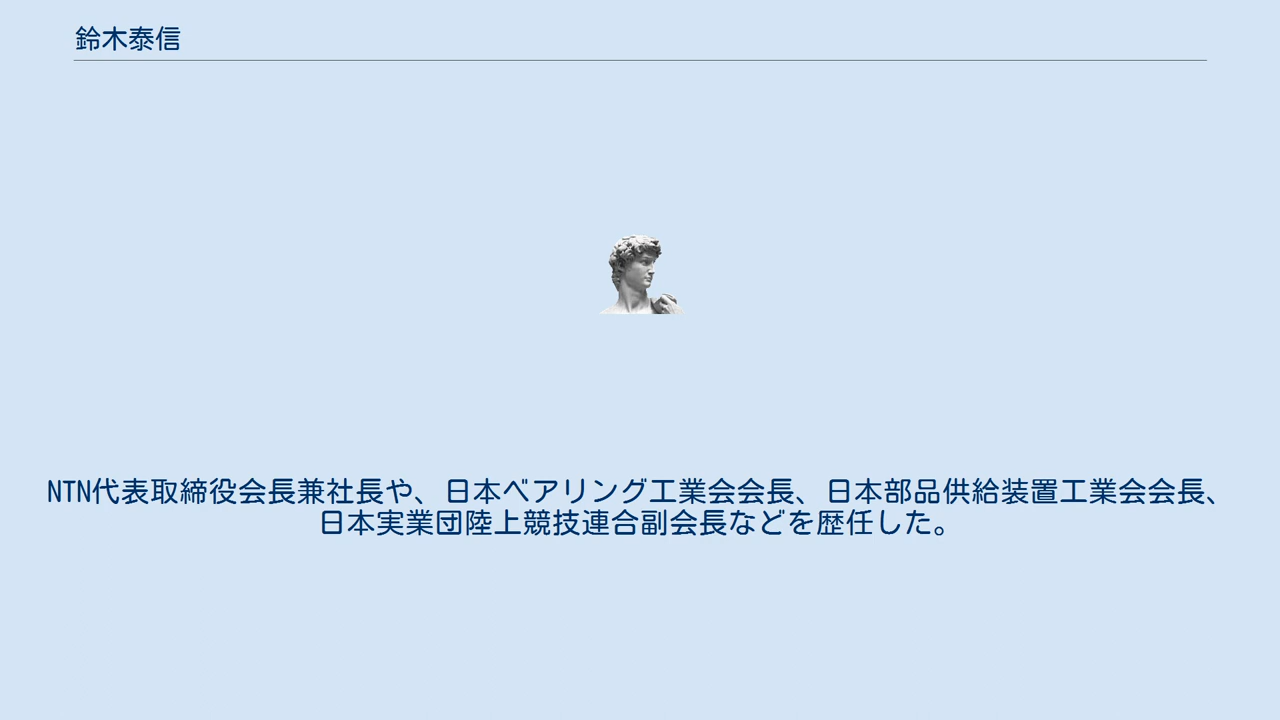 鈴木泰信
NTN代表取締役会長兼社長や、日本ベアリング工業会会長、日本部品供給装置工業会会長、
日本実業団陸上競技連合副会長などを歴任した。